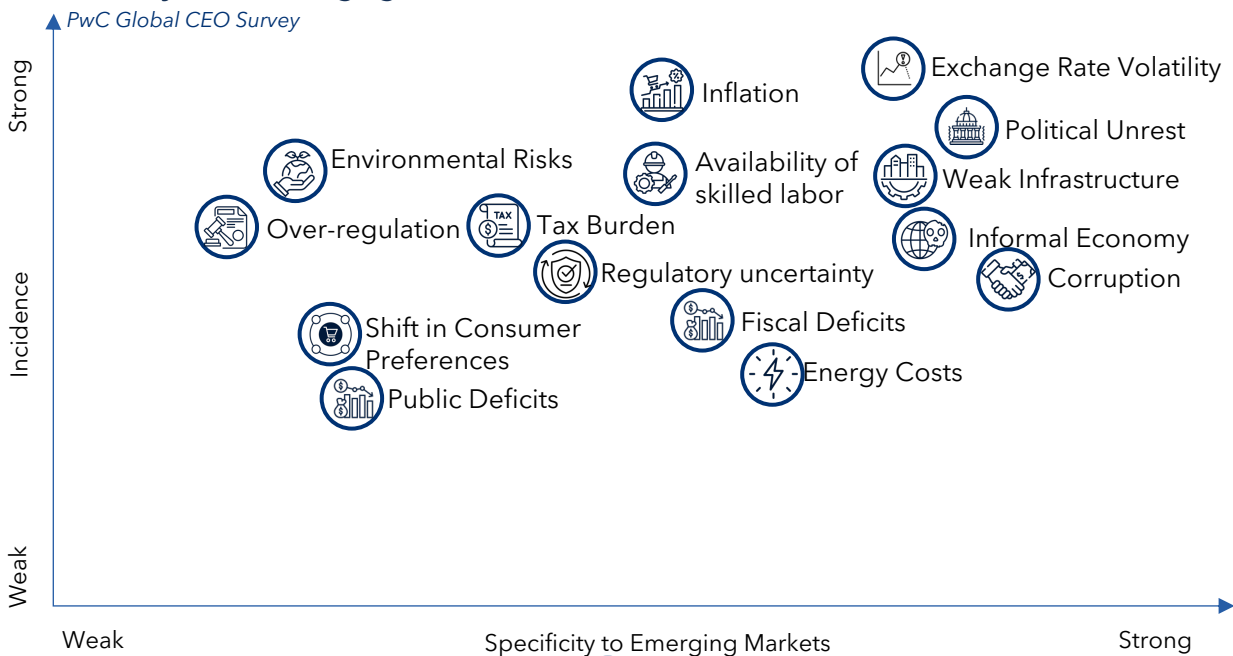 PwC Global CEO Survey
Strong
Exchange Rate Volatility
Inflation
Political Unrest
Environmental Risks
Availability of
skilled labor
Weak Infrastructure
Over-regulation
TAX
Tax Burden
Informal Economy
Regulatory uncertainty
Corruption
Incidence
Shift in Consumer
Preferences
Fiscal Deficits
Energy Costs
Public Deficits
Weak
Weak
Specificity to Emerging Markets
Strong